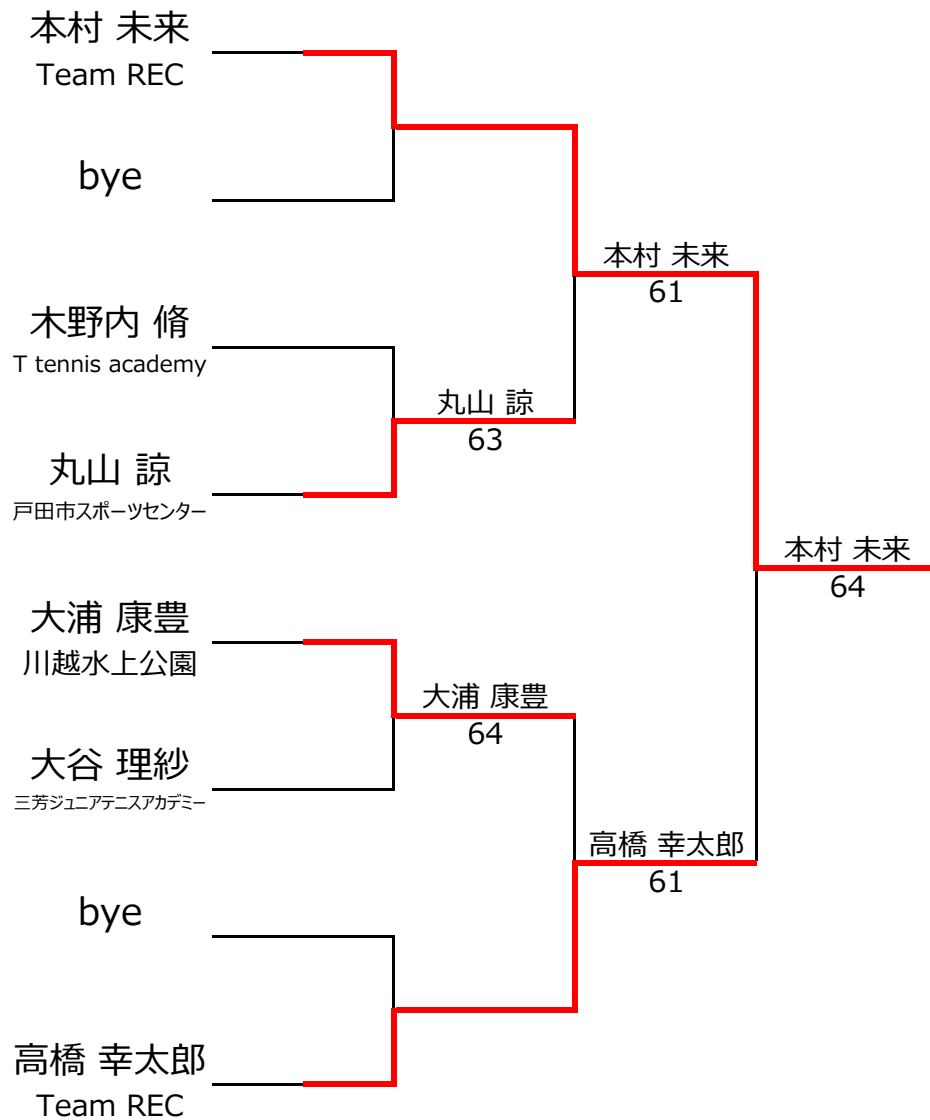 本村 未来
Team REC
bye
木野内 脩
T tennis academy
丸山 諒
戸田市スポーツセンター
大浦 康豊
川越水上公園
大谷 理紗
三芳ジュニアテニスアカデミー
bye
高橋 幸太郎
Team REC
丸山 諒
63
大浦 康豊
64
本村 未来
61
高橋 幸太郎
61
本村 未来
64